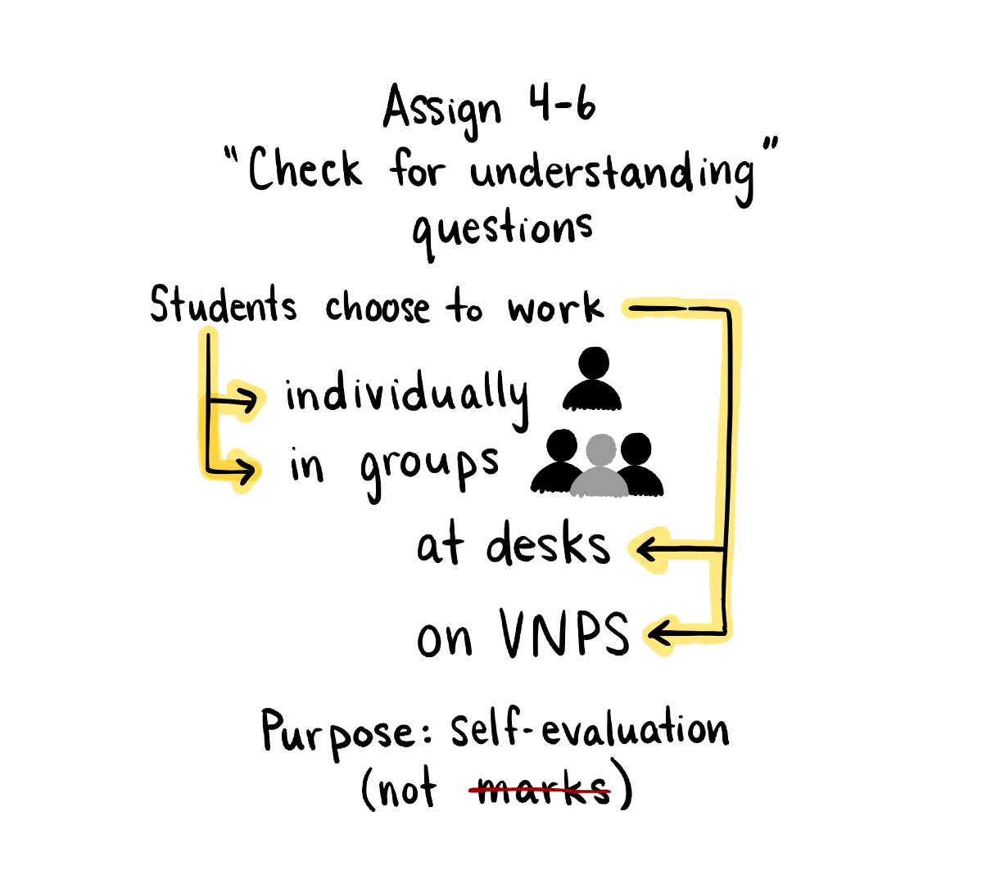 Assign 4-6
"Check for understanding"
questions
Students choose to work
individually
in groups
at desks
on VNPS
Purpose: self-evaluation
(not marks)